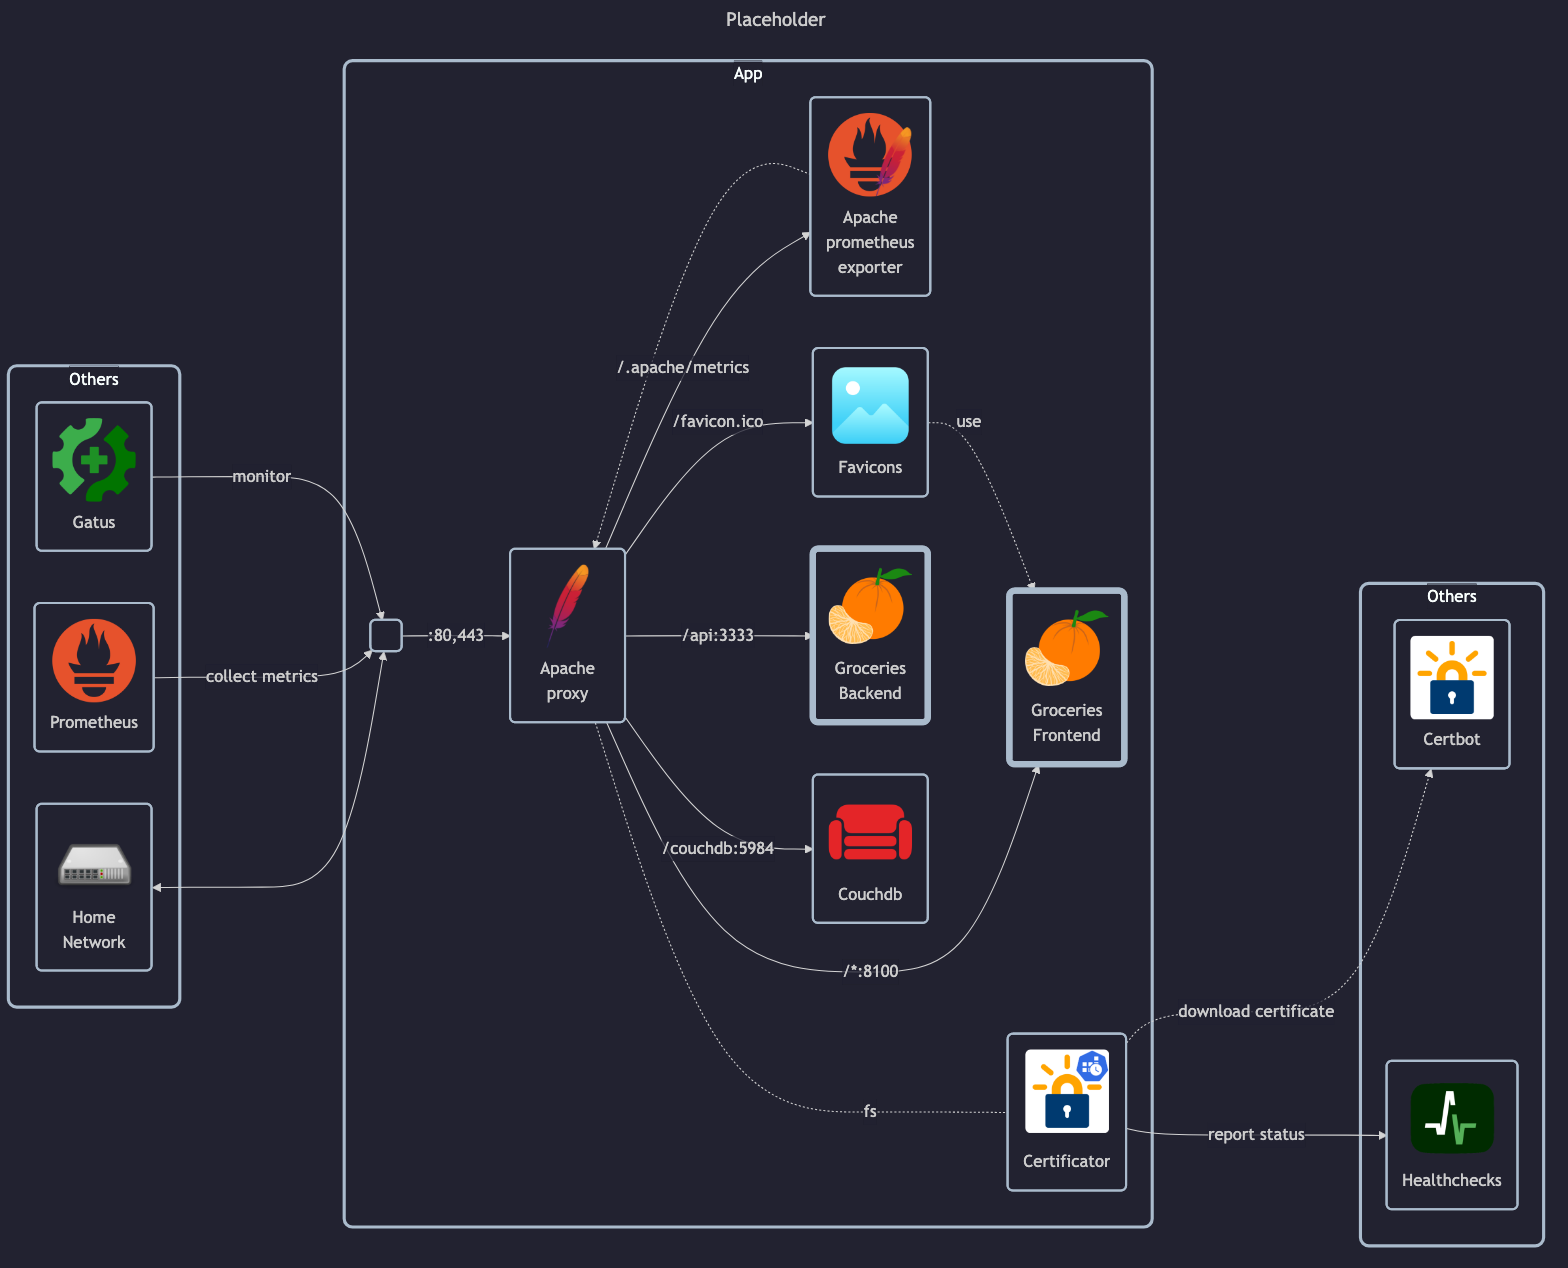 Placeholder
App
Apache
prometheus
exporter
/.apache/metrics
/favicon.ico
Favicons
use
Others
Gatus
monitor
Prometheus
collect metrics
Home
Network
:80,443
Apache
proxy
/api:3333
Groceries
Backend
Groceries
Frontend
/couchdb:5984
Couchdb
/*:8100
fs
Certificator
download certificate
report status
Others
Certbot
Healthchecks